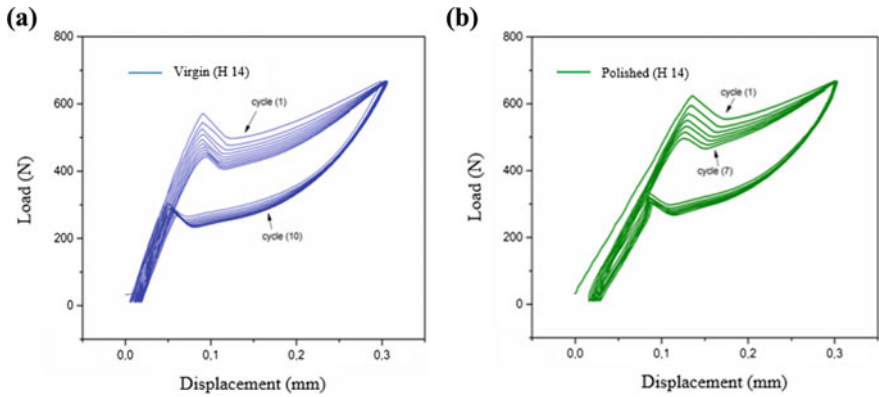 (a)
800
600
400
200
0
Load (N)
Virgin (H 14)
cycle (1)
cycle (10)
0,0 0,1 0,2 0,3
Displacement (mm)
(b)
800
600
400
200
0
Load (N)
Polished (H 14)
cycle (1)
cycle (7)
0,0 0,1 0,2 0,3
Displacement (mm)